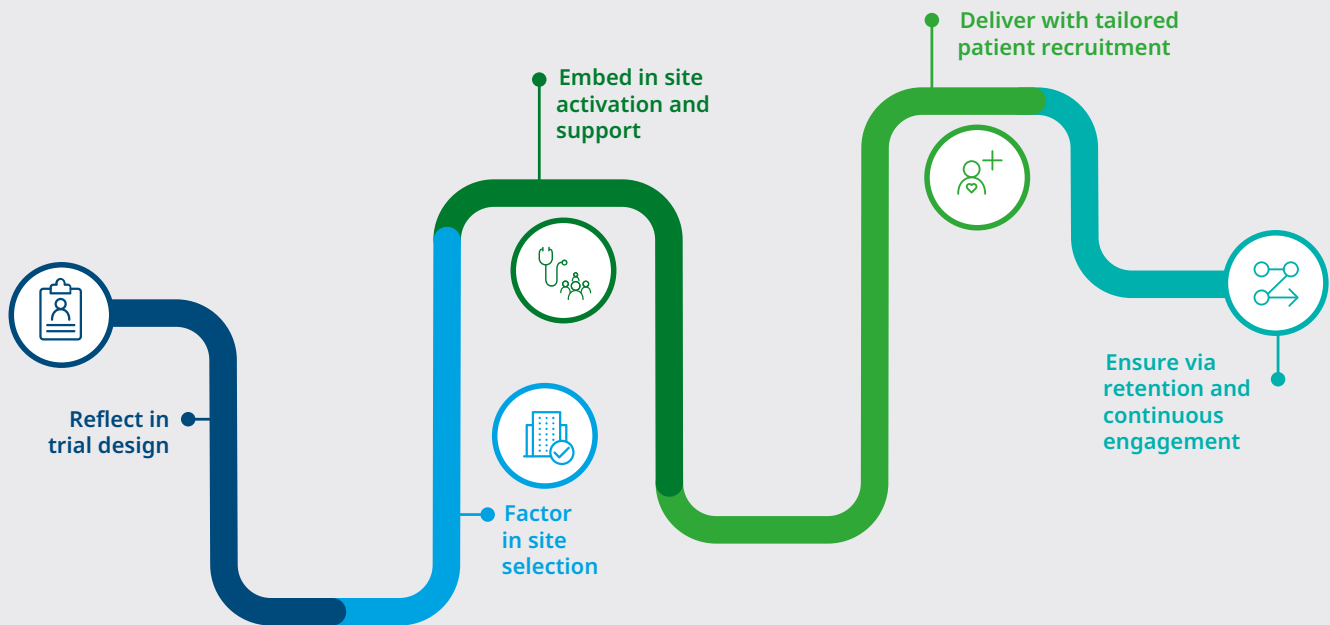 Reflect in
trial design
Factor
in site
selection
Embed in site
activation and
support
Deliver with tailored
patient recruitment
Ensure via
retention and
continuous
engagement